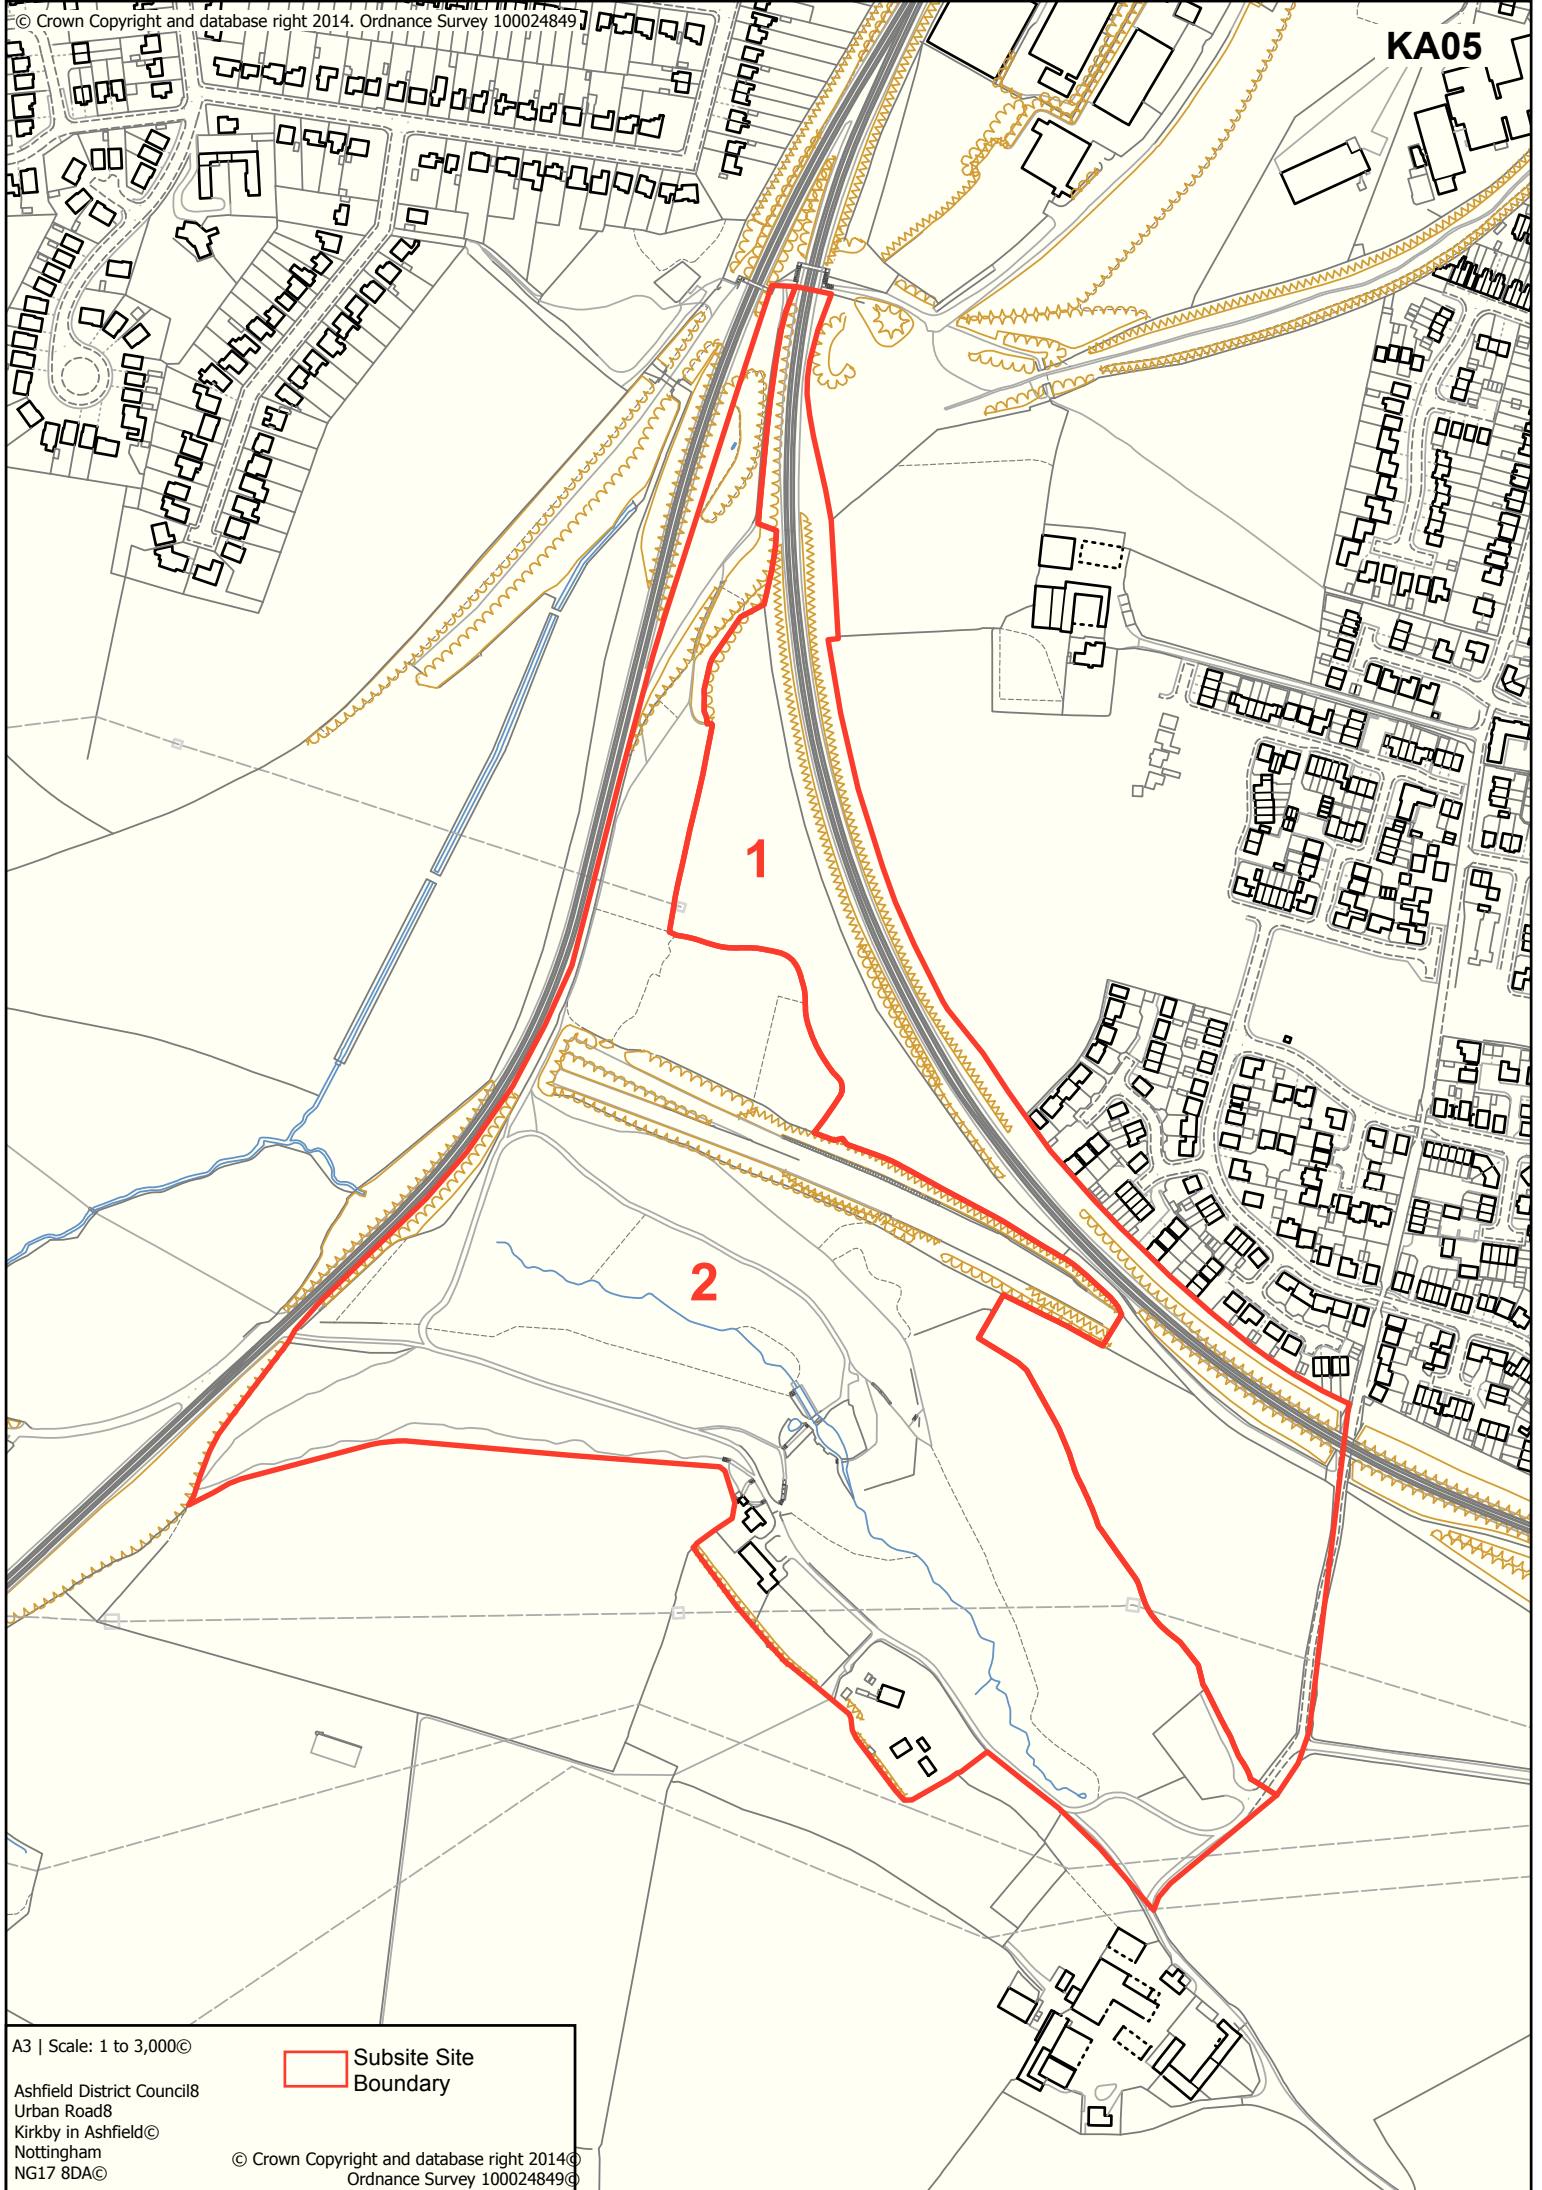 © Crown Copyright and database right 2014. Ordnance Survey 100024849
KA05
1
2
A3 | Scale: 1 to 3,000©
Subsite Site
Boundary
Ashfield District Council8
Urban Road8
Kirkby in Ashfield©
Nottingham
NG17 8DA©
© Crown Copyright and database right 2014©
Ordnance Survey 100024849©